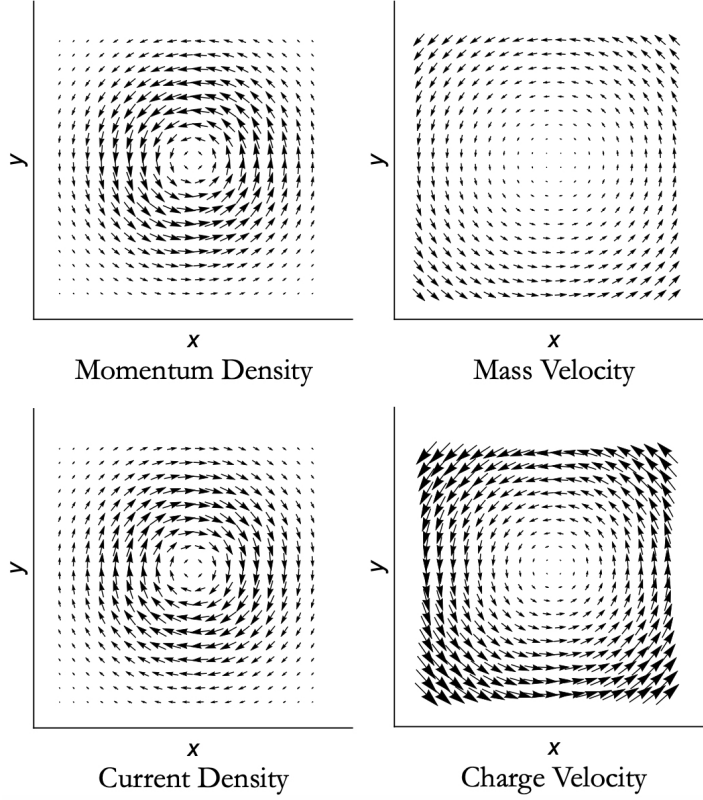 y
y
x
x
Momentum Density
Mass Velocity
y
y
x
x
Current Density
Charge Velocity